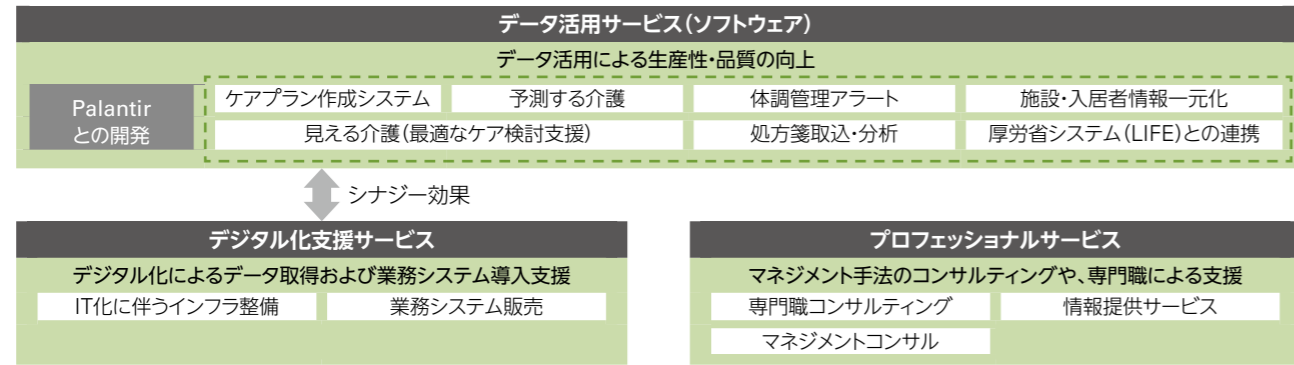 データ活用サービス（ソフトウェア）
データ活用による生産性・品質の向上
Palantir
との開発
ケアプラン作成システム
予測する介護
体調管理アラート
施設・入居者情報一元化
見える介護（最適なケア検討支援）
処方箋取込・分析
厚労省システム（LIFE）との連携
シナジー効果
デジタル化支援サービス
デジタル化によるデータ取得および業務システム導入支援
IT化に伴うインフラ整備
業務システム販売
プロフェッショナルサービス
マネジメント手法のコンサルティングや、専門職による支援
専門職コンサルティング
情報提供サービス
マネジメントコンサル